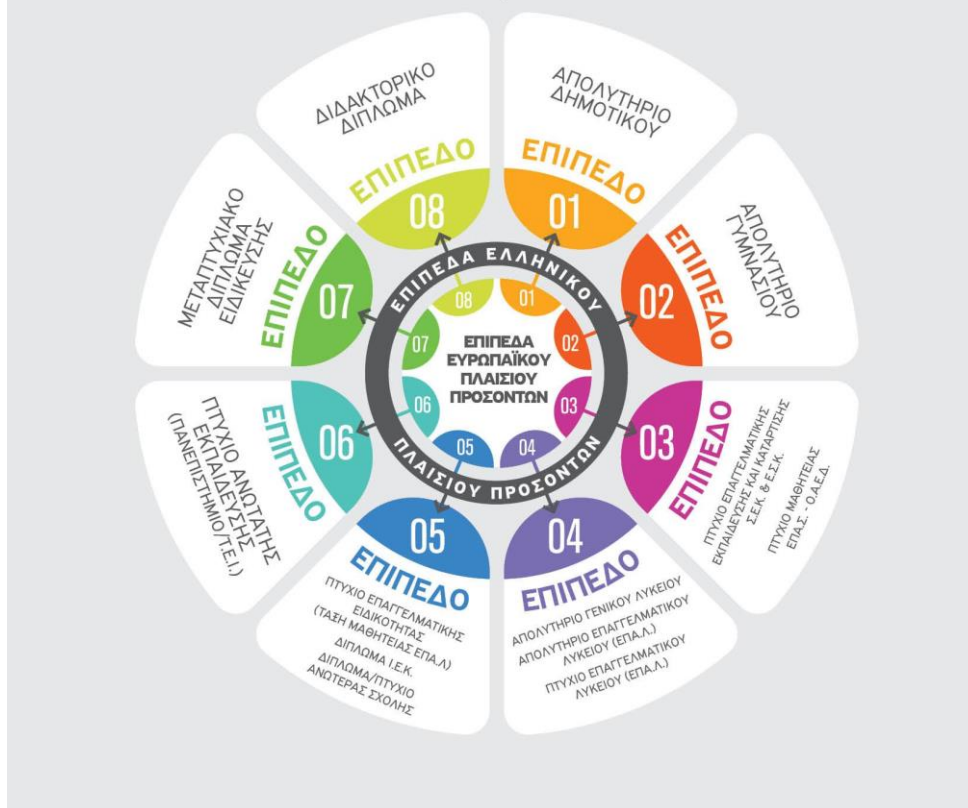 ΑΠΟΛΥΤΗΡΙΟ
ΔΗΜΟΤΙΚΟΥ
ΕΠΙΠΕΔΟ
01
ΑΠΟΛΥΤΗΡΙΟ
ΓΥΜΝΑΣΙΟΥ
ΕΠΙΠΕΔΟ
02
ΕΠΙΠΕΔΟ
03
ΠΤΥΧΙΟ ΕΠΑΓΓΕΛΜΑΤΙΚΗΣ
ΕΚΠΑΙΔΕΥΣΗΣ ΚΑΙ ΚΑΤΑΡΤΙΣΗΣ
Σ.Ε.Κ. & Ε.Σ.Κ.
ΠΤΥΧΙΟ ΜΑΘΗΤΕΙΑΣ
ΕΠΑ.Σ. - Ο.Α.Ε.Δ.
04
ΕΠΙΠΕΔΟ
ΑΠΟΛΥΤΗΡΙΟ ΓΕΝΙΚΟΥ ΛΥΚΕΙΟΥ
ΑΠΟΛΥΤΗΡΙΟ ΕΠΑΓΓΕΛΜΑΤΙΚΟΥ
ΛΥΚΕΙΟΥ (ΕΠΑ.Λ.)
ΠΤΥΧΙΟ ΕΠΑΓΓΕΛΜΑΤΙΚΟΥ
ΛΥΚΕΙΟΥ (ΕΠΑ.Λ.)
05
ΕΠΙΠΕΔΟ
ΠΤΥΧΙΟ ΕΠΑΓΓΕΛΜΑΤΙΚΗΣ
ΕΙΔΙΚΟΤΗΤΑΣ
(ΤΑΞΗ ΜΑΘΗΤΕΙΑΣ ΕΠΑ.Λ)
ΔΙΠΛΩΜΑ Ι.Ε.Κ.
ΔΙΠΛΩΜΑ/ΠΤΥΧΙΟ
ΑΝΩΤΕΡΑΣ ΣΧΟΛΗΣ
06
ΕΠΙΠΕΔΟ
ΠΤΥΧΙΟ ΑΝΩΤΑΤΗΣ
ΕΚΠΑΙΔΕΥΣΗΣ
(ΠΑΝΕΠΙΣΤΗΜΙΟ/Τ.Ε.Ι.)
ΜΕΤΑΠΤΥΧΙΑΚΟ
ΔΙΠΛΩΜΑ
ΕΙΔΙΚΕΥΣΗΣ
ΕΠΙΠΕΔΟ
07
ΔΙΔΑΚΤΟΡΙΚΟ
ΔΙΠΛΩΜΑ
ΕΠΙΠΕΔΟ
08
ΕΠΙΠΕΔΑ ΕΛΛΗΝΙΚΟΥ
ΠΛΑΙΣΙΟΥ ΠΡΟΣΟΝΤΩΝ
01
02
03
04
05
06
07
08
ΕΠΙΠΕΔΑ
ΕΥΡΩΠΑΪΚΟΥ
ΠΛΑΙΣΙΟΥ
ΠΡΟΣΟΝΤΩΝ